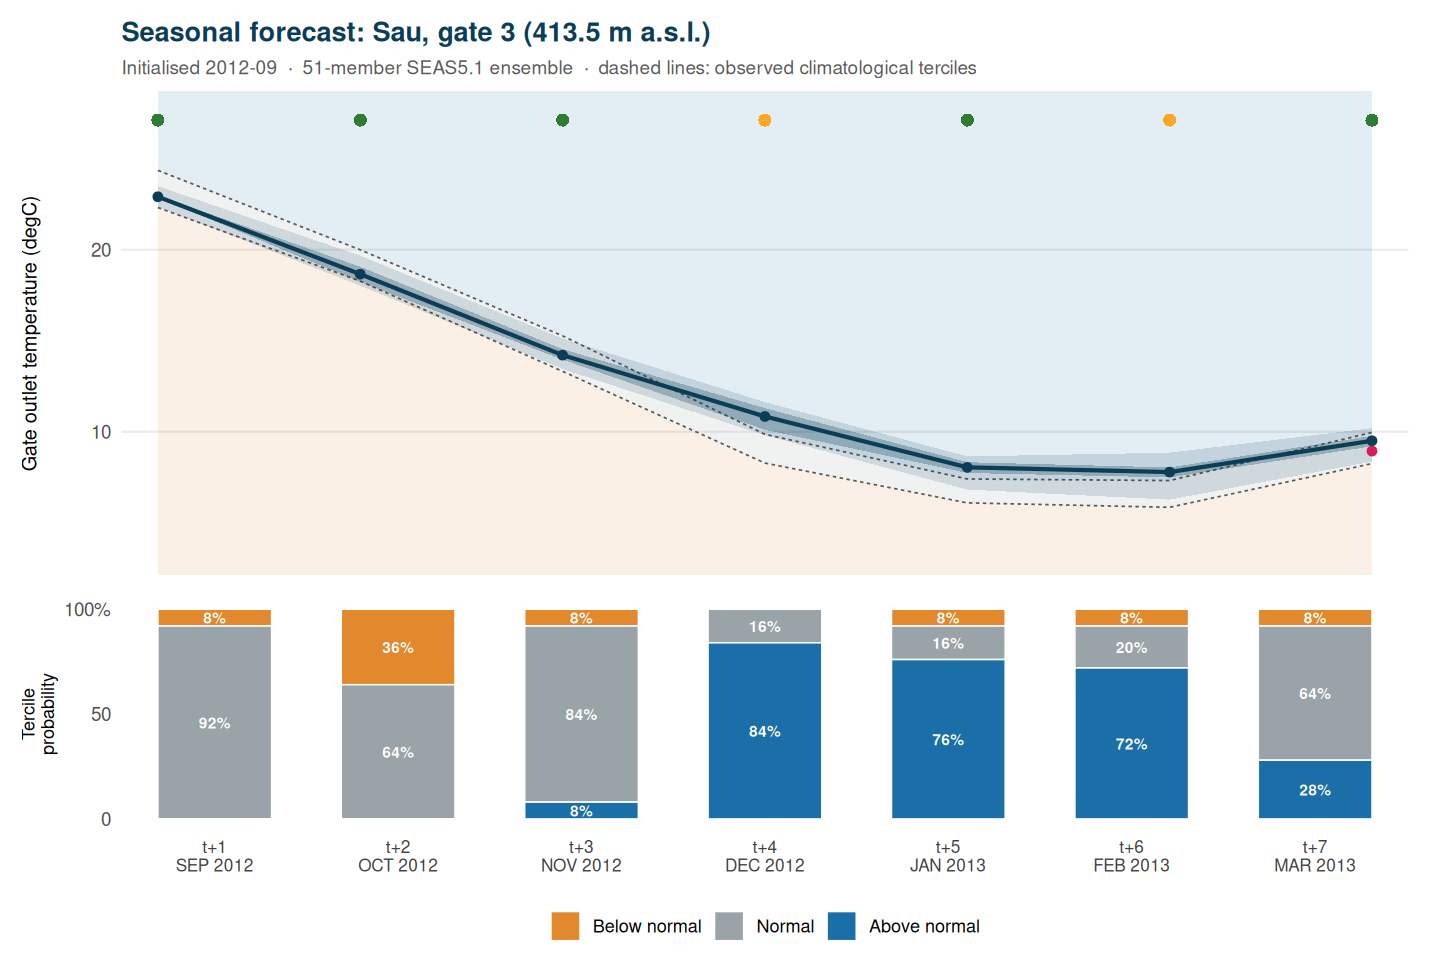 Seasonal forecast: Sau, gate 3 (413.5 m a.s.l.)
Initialised 2012-09 · 51-member SEAS5.1 ensemble · dashed lines: observed climatological terciles
Gate outlet temperature (degC)
20
10
Tercile
probability
100%
50
0
8% 8% 8% 8% 8%
36% 16% 16% 20%
92% 64% 84% 84% 76% 72% 64%
8% 28%
t+1 t+2 t+3 t+4 t+5 t+6 t+7
SEP 2012 OCT 2012 NOV 2012 DEC 2012 JAN 2013 FEB 2013 MAR 2013
Below normal Normal Above normal